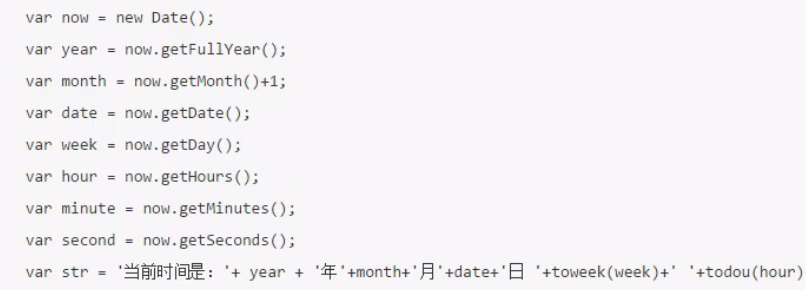 var now = new Date();
var year = now.getFullYear();
var month = now.getMonth()+1;
var date = now.getDate();
var week = now.getDay();
var hour = now.getHours();
var minute = now.getMinutes();
var second = now.getSeconds();
var str = '当前时间是：'+ year + '年'+month+'月'+date+'日 '+toweek(week)+' '+todou(hour)